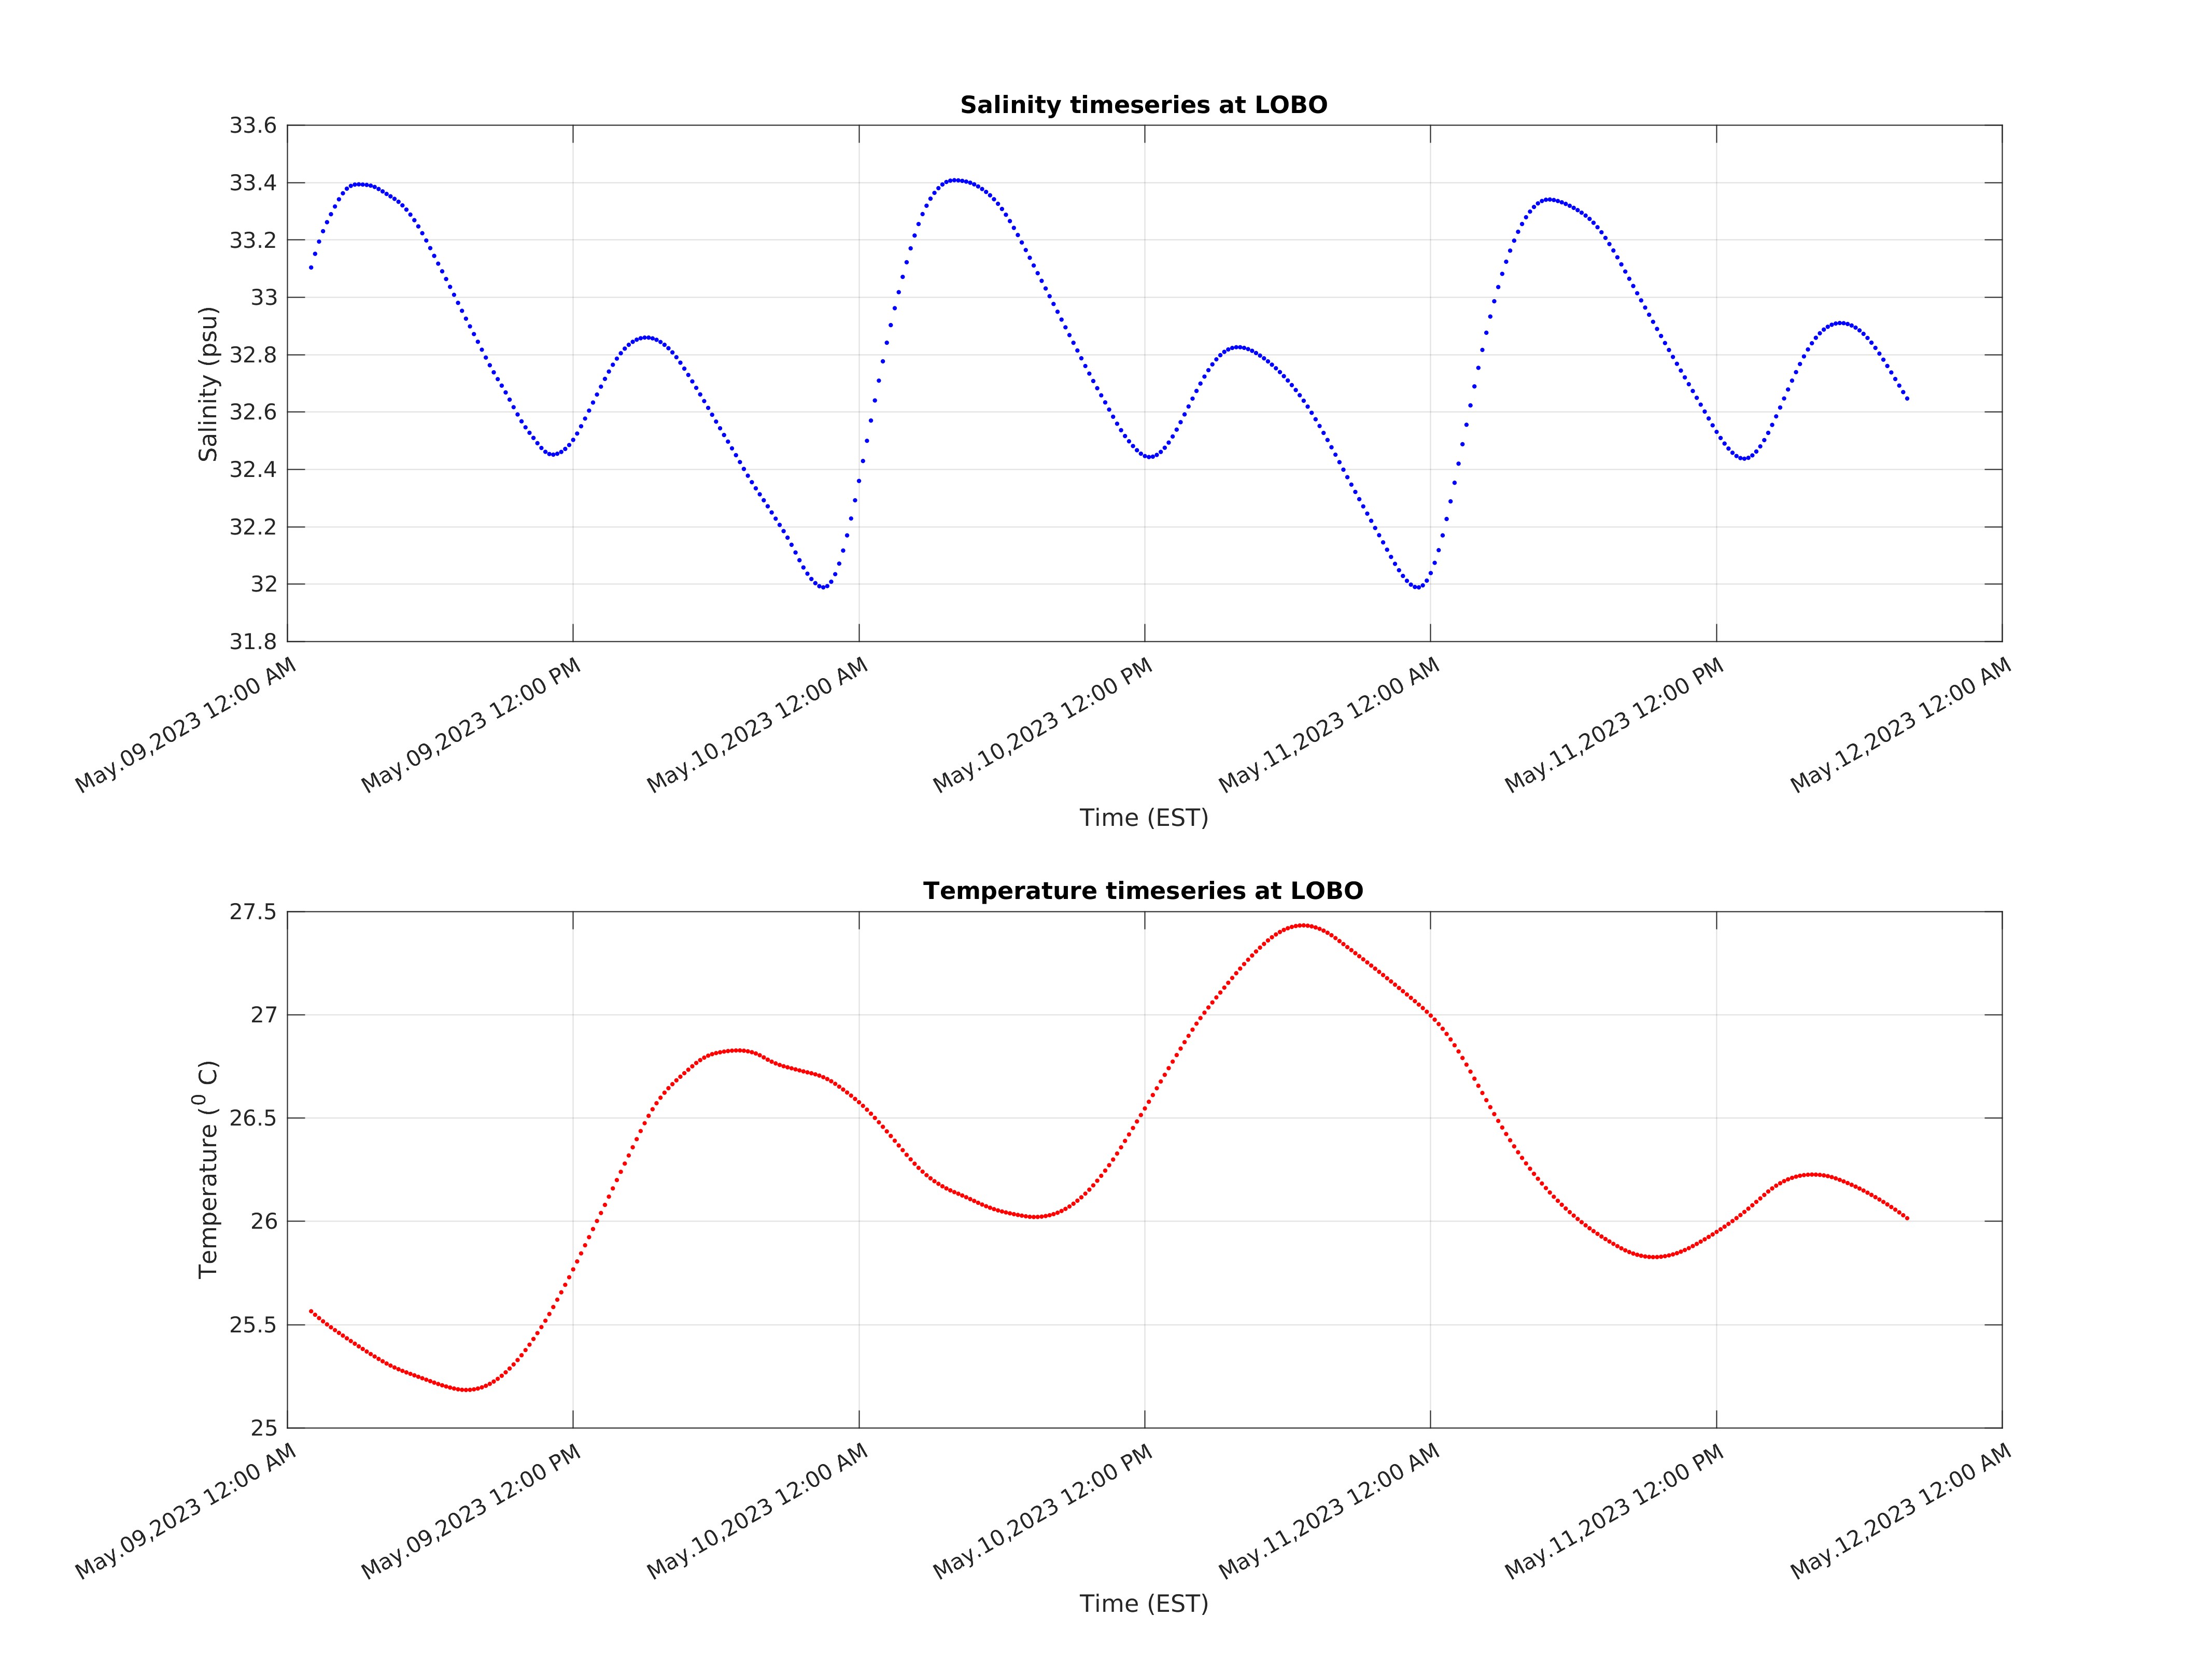 Salinity timeseries at LOBO
33.6
33.4
33.2
33
32.8
32.6
32.4
32.2
32
31.8
Salinity (psu)
May.09,2023 12:00 AM
May.09,2023 12:00 PM
May.10,2023 12:00 AM
May.10,2023 12:00 PM
May.11,2023 12:00 AM
May.11,2023 12:00 PM
May.12,2023 12:00 AM
Time (EST)
Temperature timeseries at LOBO
27.5
27
26.5
26
25.5
25
Temperature (⁰ C)
May.09,2023 12:00 AM
May.09,2023 12:00 PM
May.10,2023 12:00 AM
May.10,2023 12:00 PM
May.11,2023 12:00 AM
May.11,2023 12:00 PM
May.12,2023 12:00 AM
Time (EST)